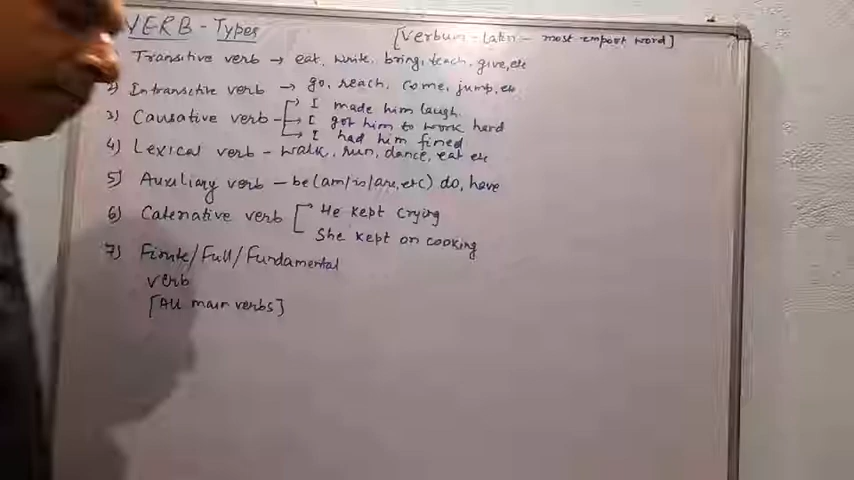 VERB - Types
[Verbum - Latin - most import word]
Transitive verb → eat, write, bring, teach, give, etc
2) Intransitive verb → go, reach, come, jump, etc
3) Causative verb - → I made him laugh
→ I got him to work hard
→ I had him fined
4) Lexical verb - walk, run, dance, eat etc
5) Auxiliary verb - be (am/is/are, etc) do, have
6) Catenative verb → He kept crying
She kept on cooking
7) Finite/Full/Fundamental
verb
[All main verbs]